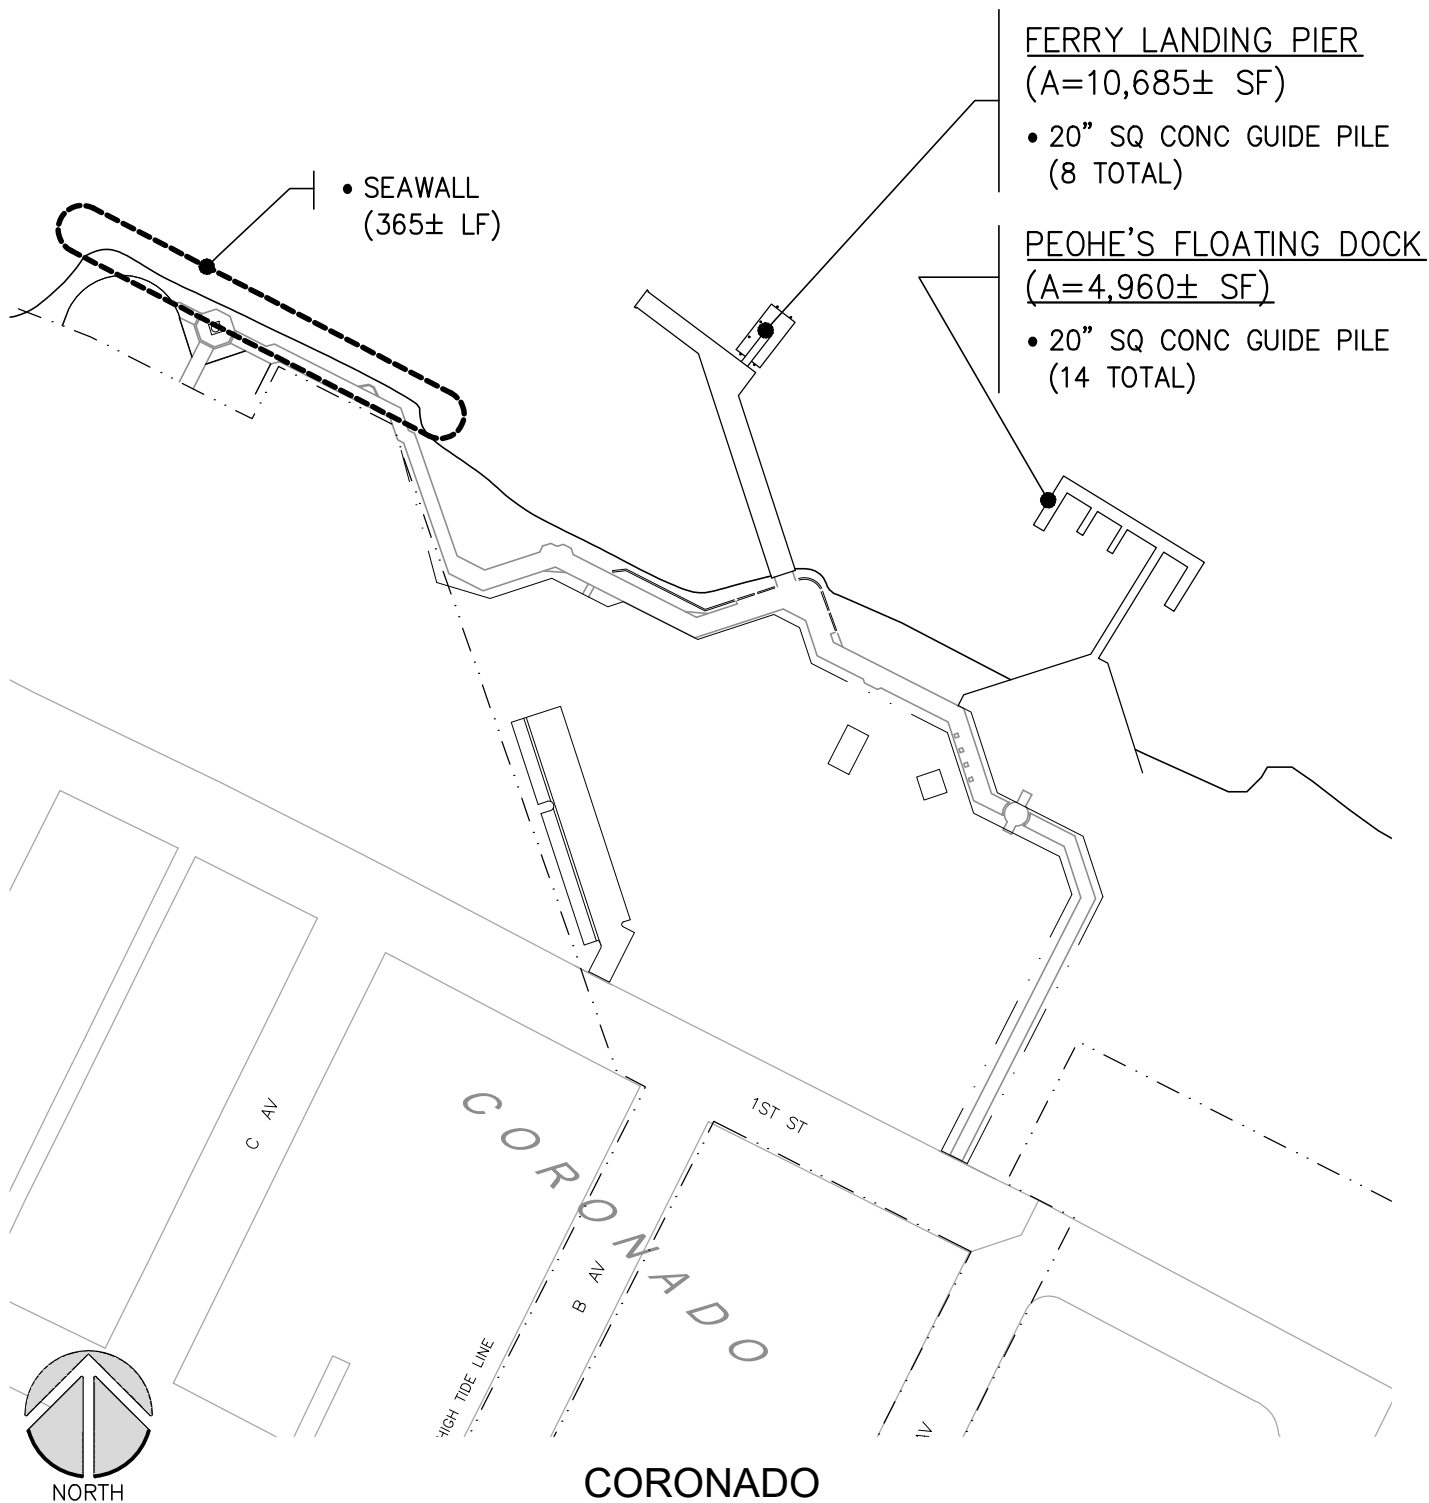 FERRY LANDING PIER
(A=10,685± SF)
• 20" SQ CONC GUIDE PILE
(8 TOTAL)
• SEAWALL
(365± LF)
PEOHE'S FLOATING DOCK
(A=4,960± SF)
• 20" SQ CONC GUIDE PILE
(14 TOTAL)
1ST ST
C AV
CORONADO
B AV
HIGH TIDE LINE
AV
NORTH
CORONADO